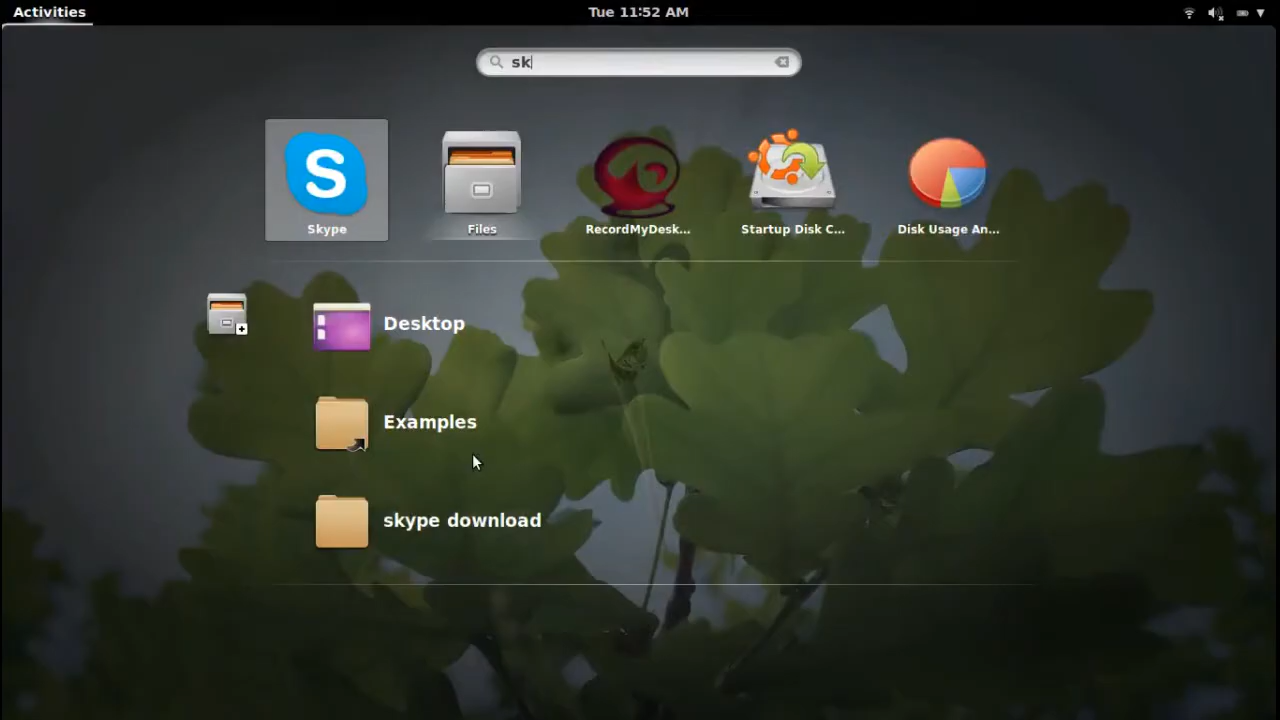 Activities
Tue 11:52 AM
sk
S
Skype
Files
RecordMyDesk...
Startup Disk C...
Disk Usage An...
Desktop
Examples
skype download